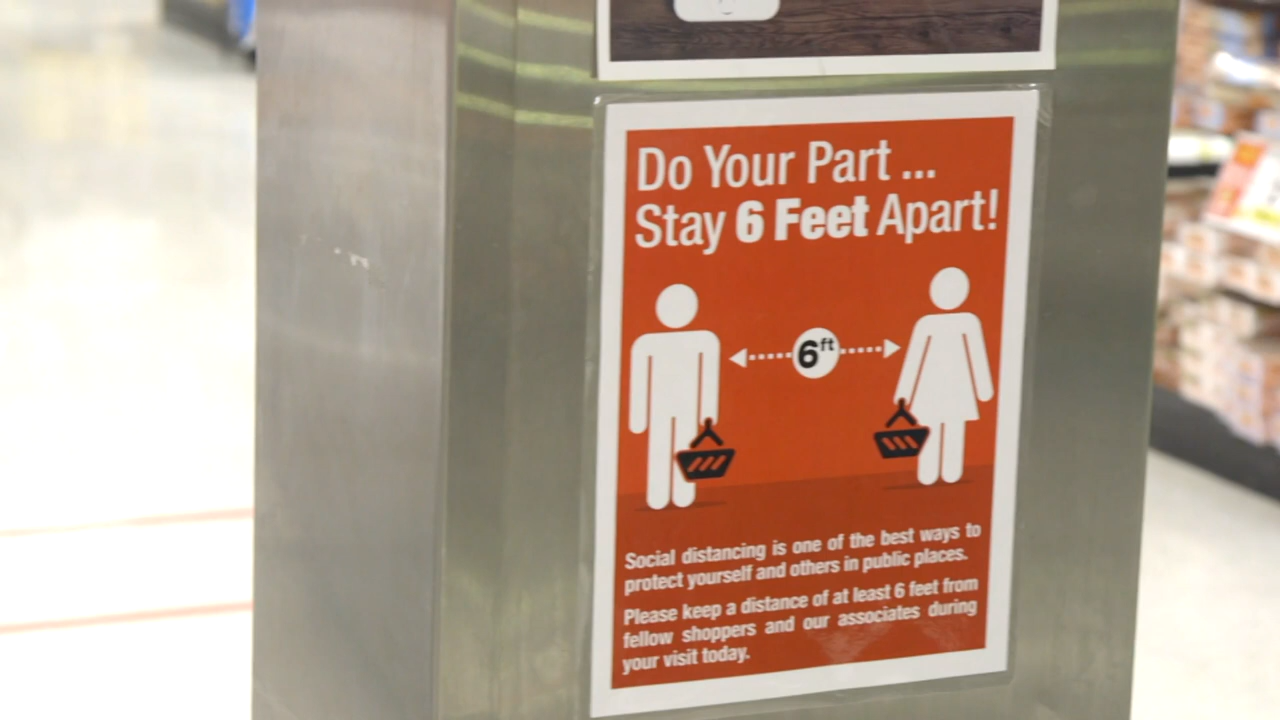 Do Your Part ...
Stay 6 Feet Apart!
6ft
Social distancing is one of the best ways to
protect yourself and others in public places.
Please keep a distance of at least 6 feet from
fellow shoppers and our associates during
your visit today.